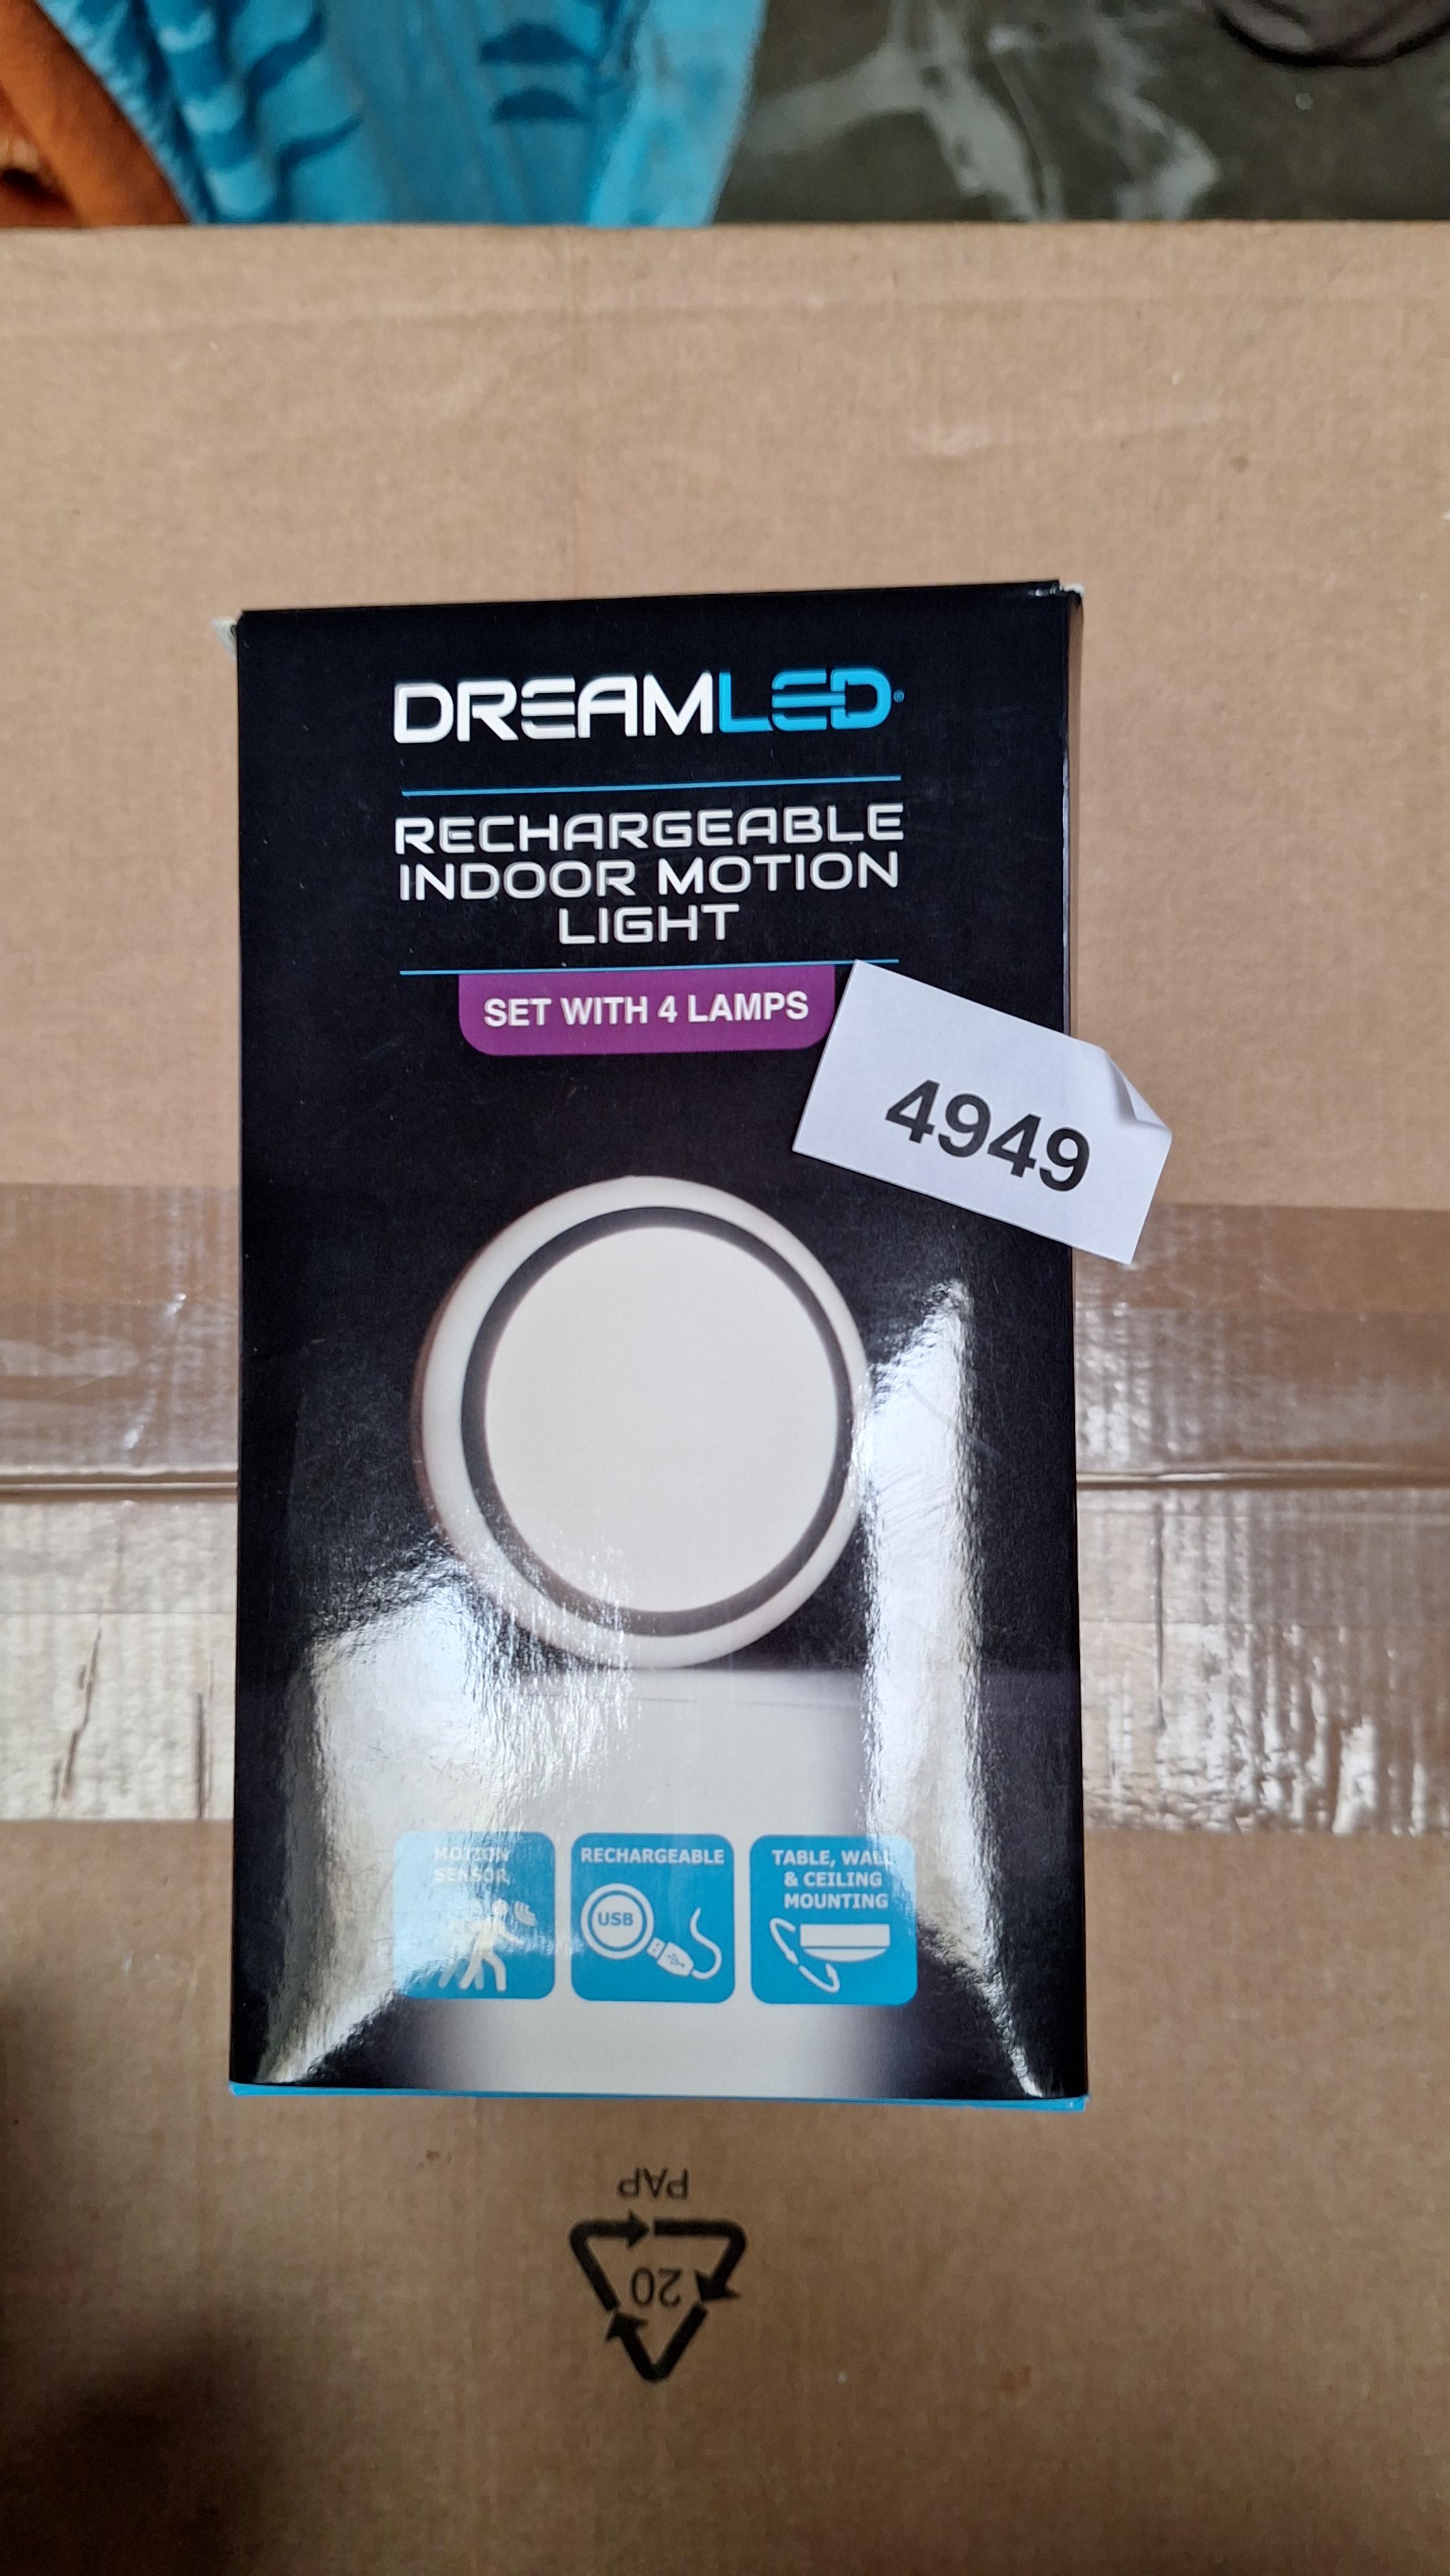 DREAMLED®
RECHARGEABLE
INDOOR MOTION
LIGHT
SET WITH 4 LAMPS
4949
MOTION
SENSOR
RECHARGEABLE
USB
TABLE, WALL
& CEILING
MOUNTING
PAP
20